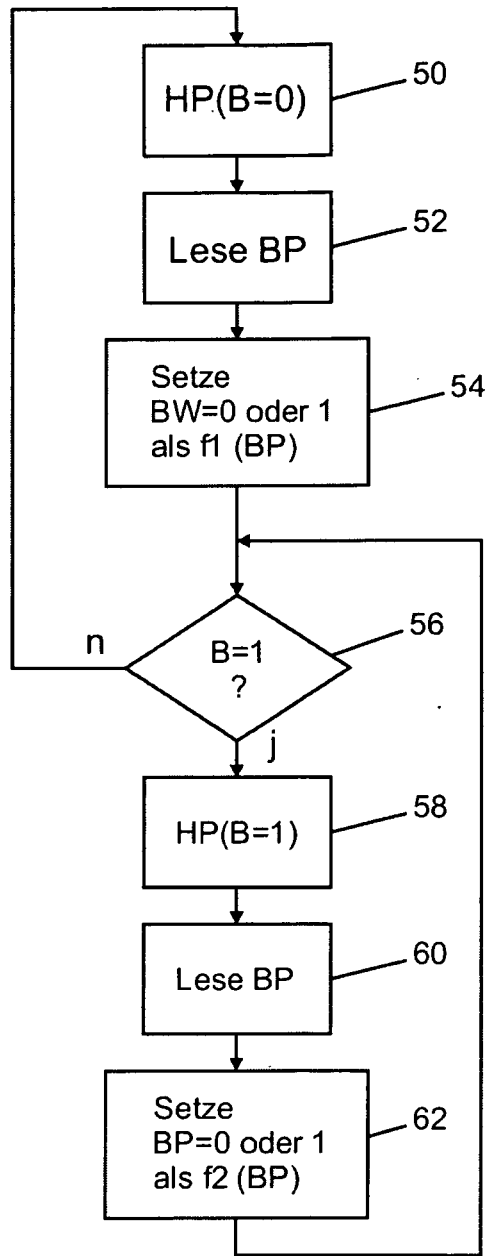 HP(B=0)
50
Lese BP
52
Setze
BW=0 oder 1
als f1 (BP)
54
n
B=1
?
56
j
HP(B=1)
58
Lese BP
60
Setze
BP=0 oder 1
als f2 (BP)
62